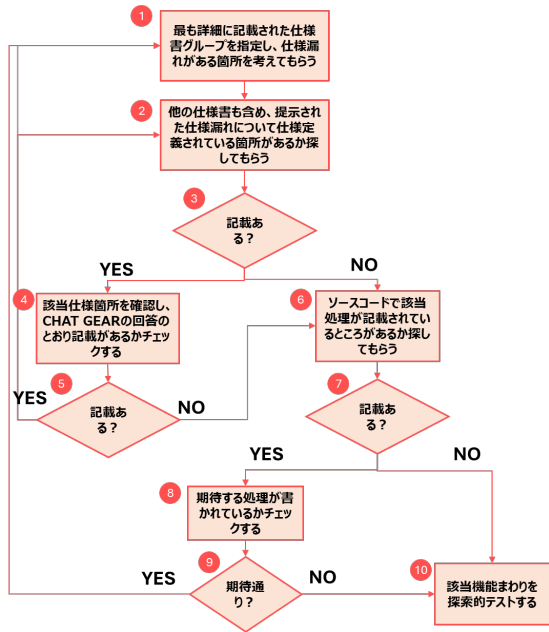 1
最も詳細に記載された仕様
書グループを指定し、仕様漏
れがある箇所を考えてもらう
2
他の仕様書も含め、提示され
た仕様漏れについて仕様定
義されている箇所があるか探
してもらう
3
記載あ
る？
YES
NO
4
該当仕様箇所を確認し、
CHAT GEARの回答の
とおり記載があるかチェッ
クする
6
ソースコードで該当
処理が記載されてい
るところがあるか探し
てもらう
5
記載あ
る？
YES
NO
7
記載あ
る？
YES
NO
8
期待する処理が書
かれているかチェック
する
9
期待通
り？
YES
NO
10
該当機能まわりを
探索的テストする